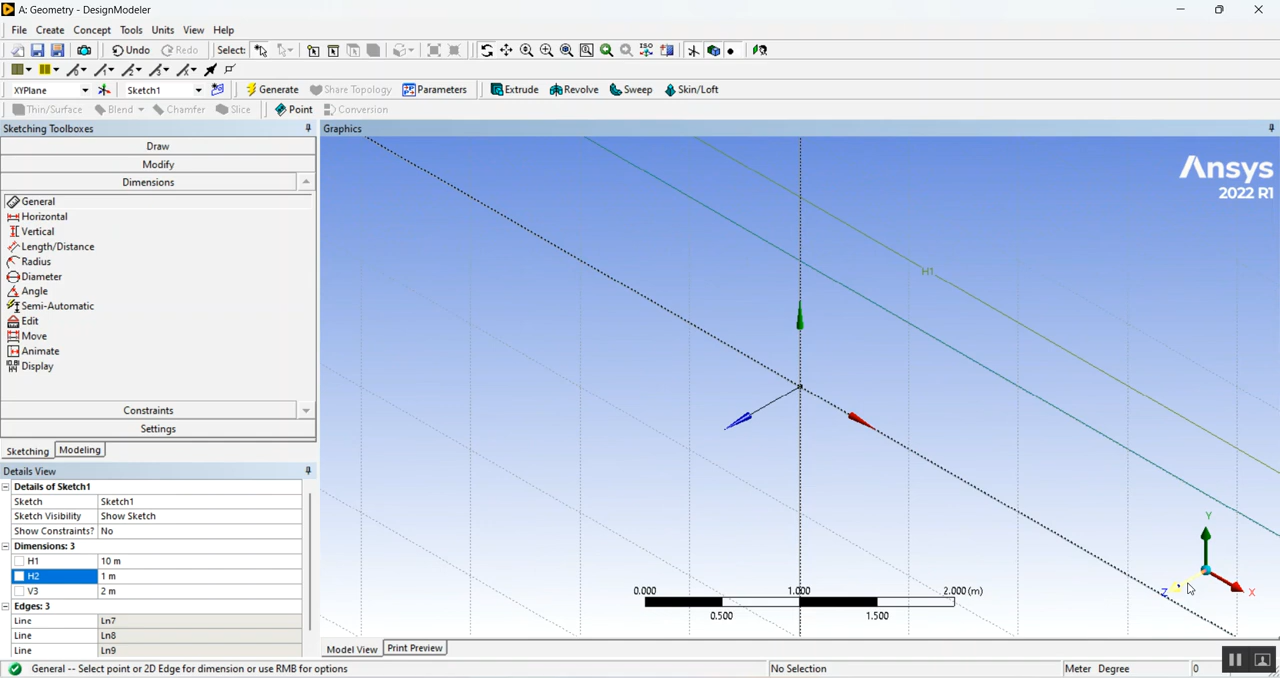 A: Geometry - DesignModeler
File Create Concept Tools Units View Help
Undo Redo Select:
XYPlane Sketch1 Generate Share Topology Parameters Extrude Revolve Sweep Skin/Loft
Thin/Surface Blend Chamfer Slice Point Conversion
Sketching Toolboxes
Graphics
Draw
Modify
Dimensions
General
Horizontal
Vertical
Length/Distance
Radius
Diameter
Angle
Semi-Automatic
Edit
Move
Animate
Display
Constraints
Settings
Sketching Modeling
Details View
Details of Sketch1
Sketch Sketch1
Sketch Visibility Show Sketch
Show Constraints? No
Dimensions: 3
H1 10 m
H2 1 m
V3 2 m
Edges: 3
Line Ln7
Line Ln8
Line Ln9
Ansys
2022 R1
H1
Y
Z
X
0.000 1.000 2.000 (m)
0.500 1.500
Model View Print Preview
General -- Select point or 2D Edge for dimension or use RMB for options No Selection Meter Degree 0